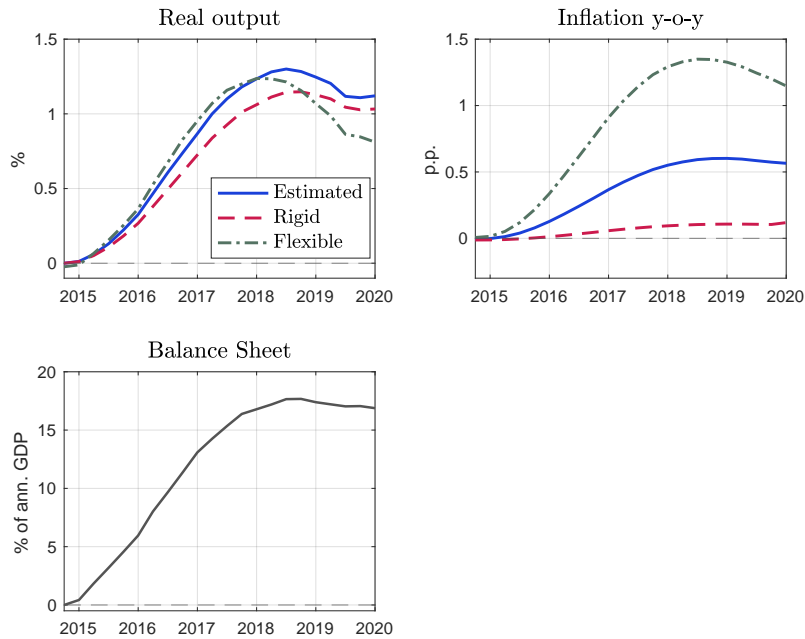 Real output
1.5
1
0.5
0
%
Estimated
Rigid
Flexible
2015 2016 2017 2018 2019 2020
Inflation y-o-y
1.5
1
0.5
0
p.p.
2015 2016 2017 2018 2019 2020
Balance Sheet
20
15
10
5
0
% of ann. GDP
2015 2016 2017 2018 2019 2020